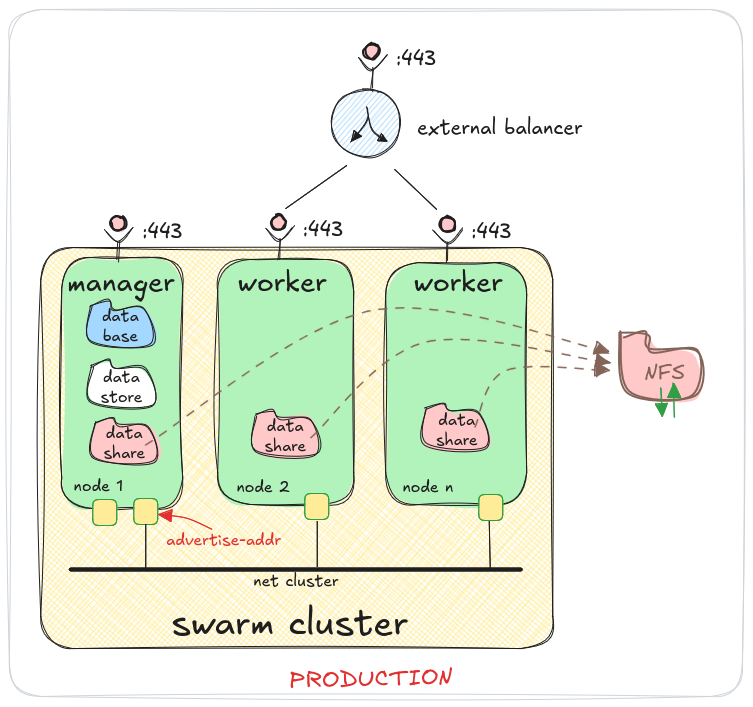 :443
external balancer
:443
:443
:443
manager
worker
worker
data
base
data
store
data
share
data
share
data
share
NFS
node 1
node 2
node n
advertise-addr
net cluster
swarm cluster
PRODUCTION